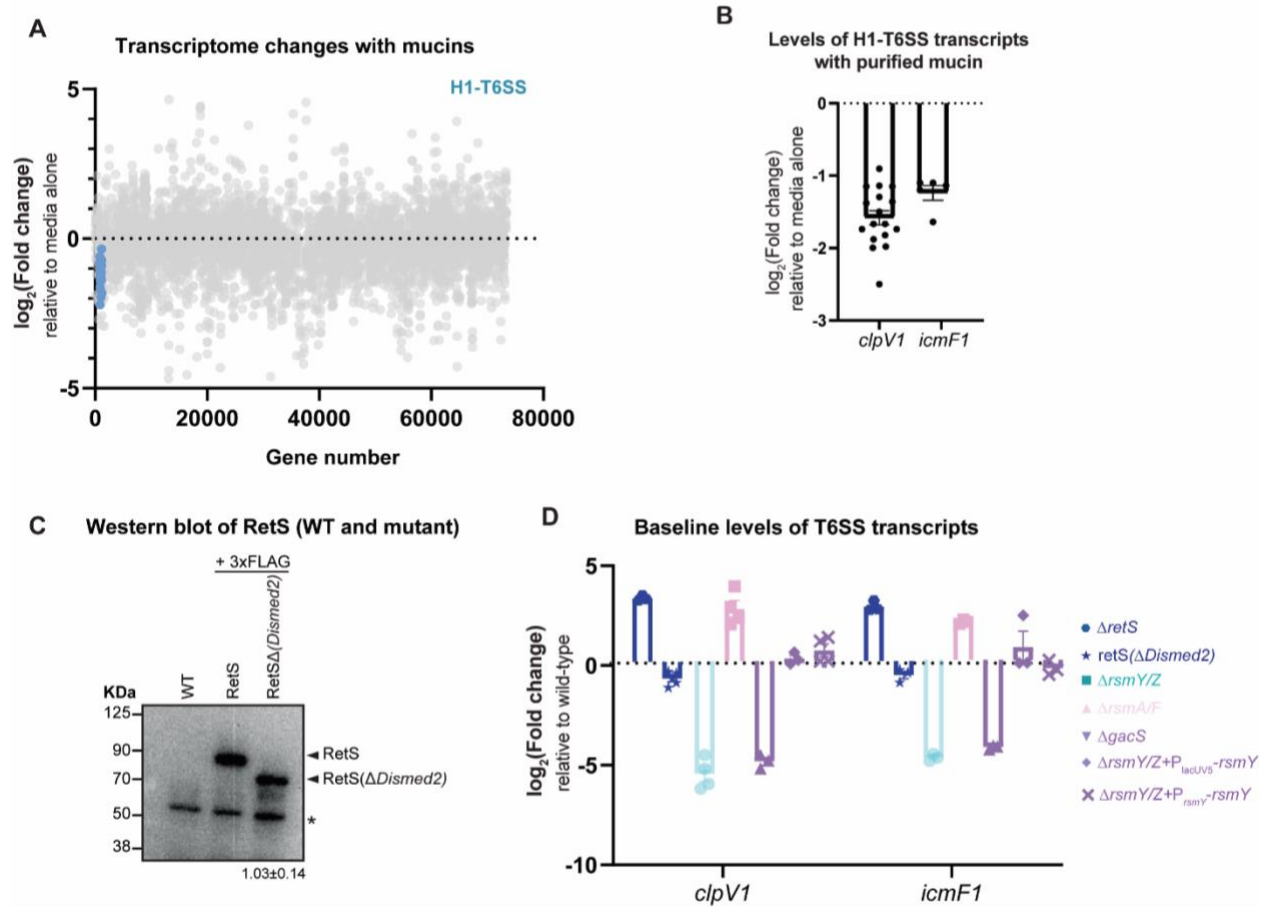 A
Transcriptome changes with mucins
H1-T6SS
log2(Fold change)
relative to media alone
5
0
-5
0 20000 40000 60000 80000
Gene number
B
Levels of H1-T6SS transcripts
with purified mucin
log2(Fold change)
relative to media alone
0
-1
-2
-3
clpV1 icmF1
C
Western blot of RetS (WT and mutant)
+ 3xFLAG
WT
RetS
RetSΔ(Dismed2)
KDa
125
90
70
50
38
RetS
RetS(ΔDismed2)
*
1.03±0.14
D
Baseline levels of T6SS transcripts
log2(Fold change)
relative to wild-type
5
0
-5
-10
clpV1 icmF1
ΔretS
retS(ΔDismed2)
ΔrsmY/Z
ΔrsmA/F
ΔgacS
ΔrsmY/Z+PlacUV5-rsmY
ΔrsmY/Z+PrsmY-rsmY